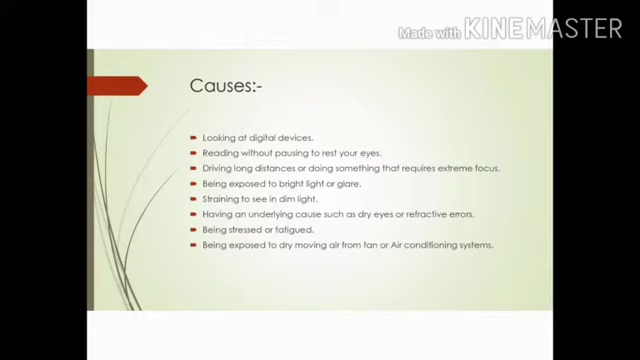 Made with KINEMASTER
Causes:-
Looking at digital devices.
Reading without pausing to rest your eyes.
Driving long distances or doing something that requires extreme focus.
Being exposed to bright light or glare.
Straining to see in dim light.
Having an underlying cause such as dry eyes or refractive errors.
Being stressed or fatigued.
Being exposed to dry moving air from fan or Air conditioning systems.